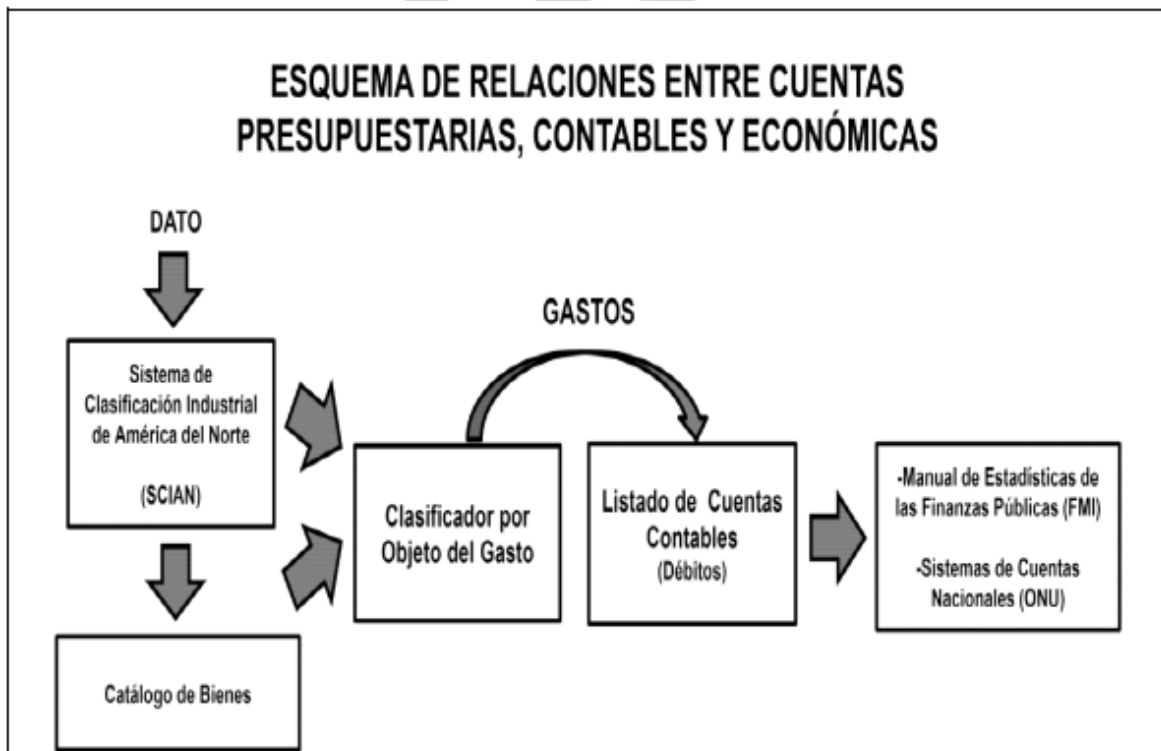 ESQUEMA DE RELACIONES ENTRE CUENTAS
PRESUPUESTARIAS, CONTABLES Y ECONÓMICAS
DATO
GASTOS
Sistema de
Clasificación Industrial
de América del Norte
(SCIAN)
Clasificador por
Objeto del Gasto
Listado de Cuentas
Contables
(Débitos)
-Manual de Estadísticas de
las Finanzas Públicas (FMI)
-Sistemas de Cuentas
Nacionales (ONU)
Catálogo de Bienes